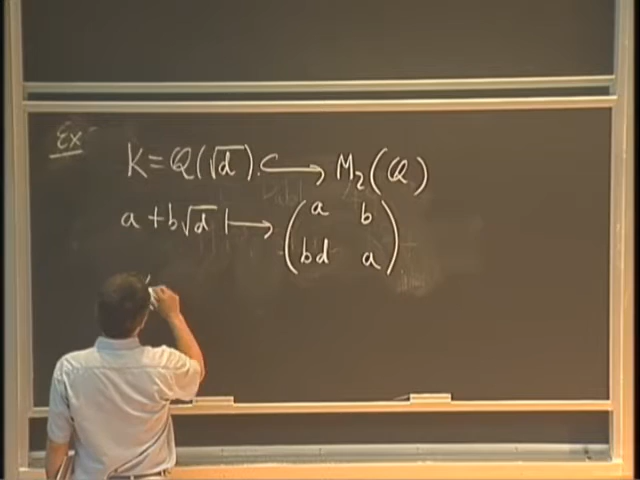 Ex
K = Q(√d) ↪ M₂(Q)
a + b√d ↦ ( a b
bd a )